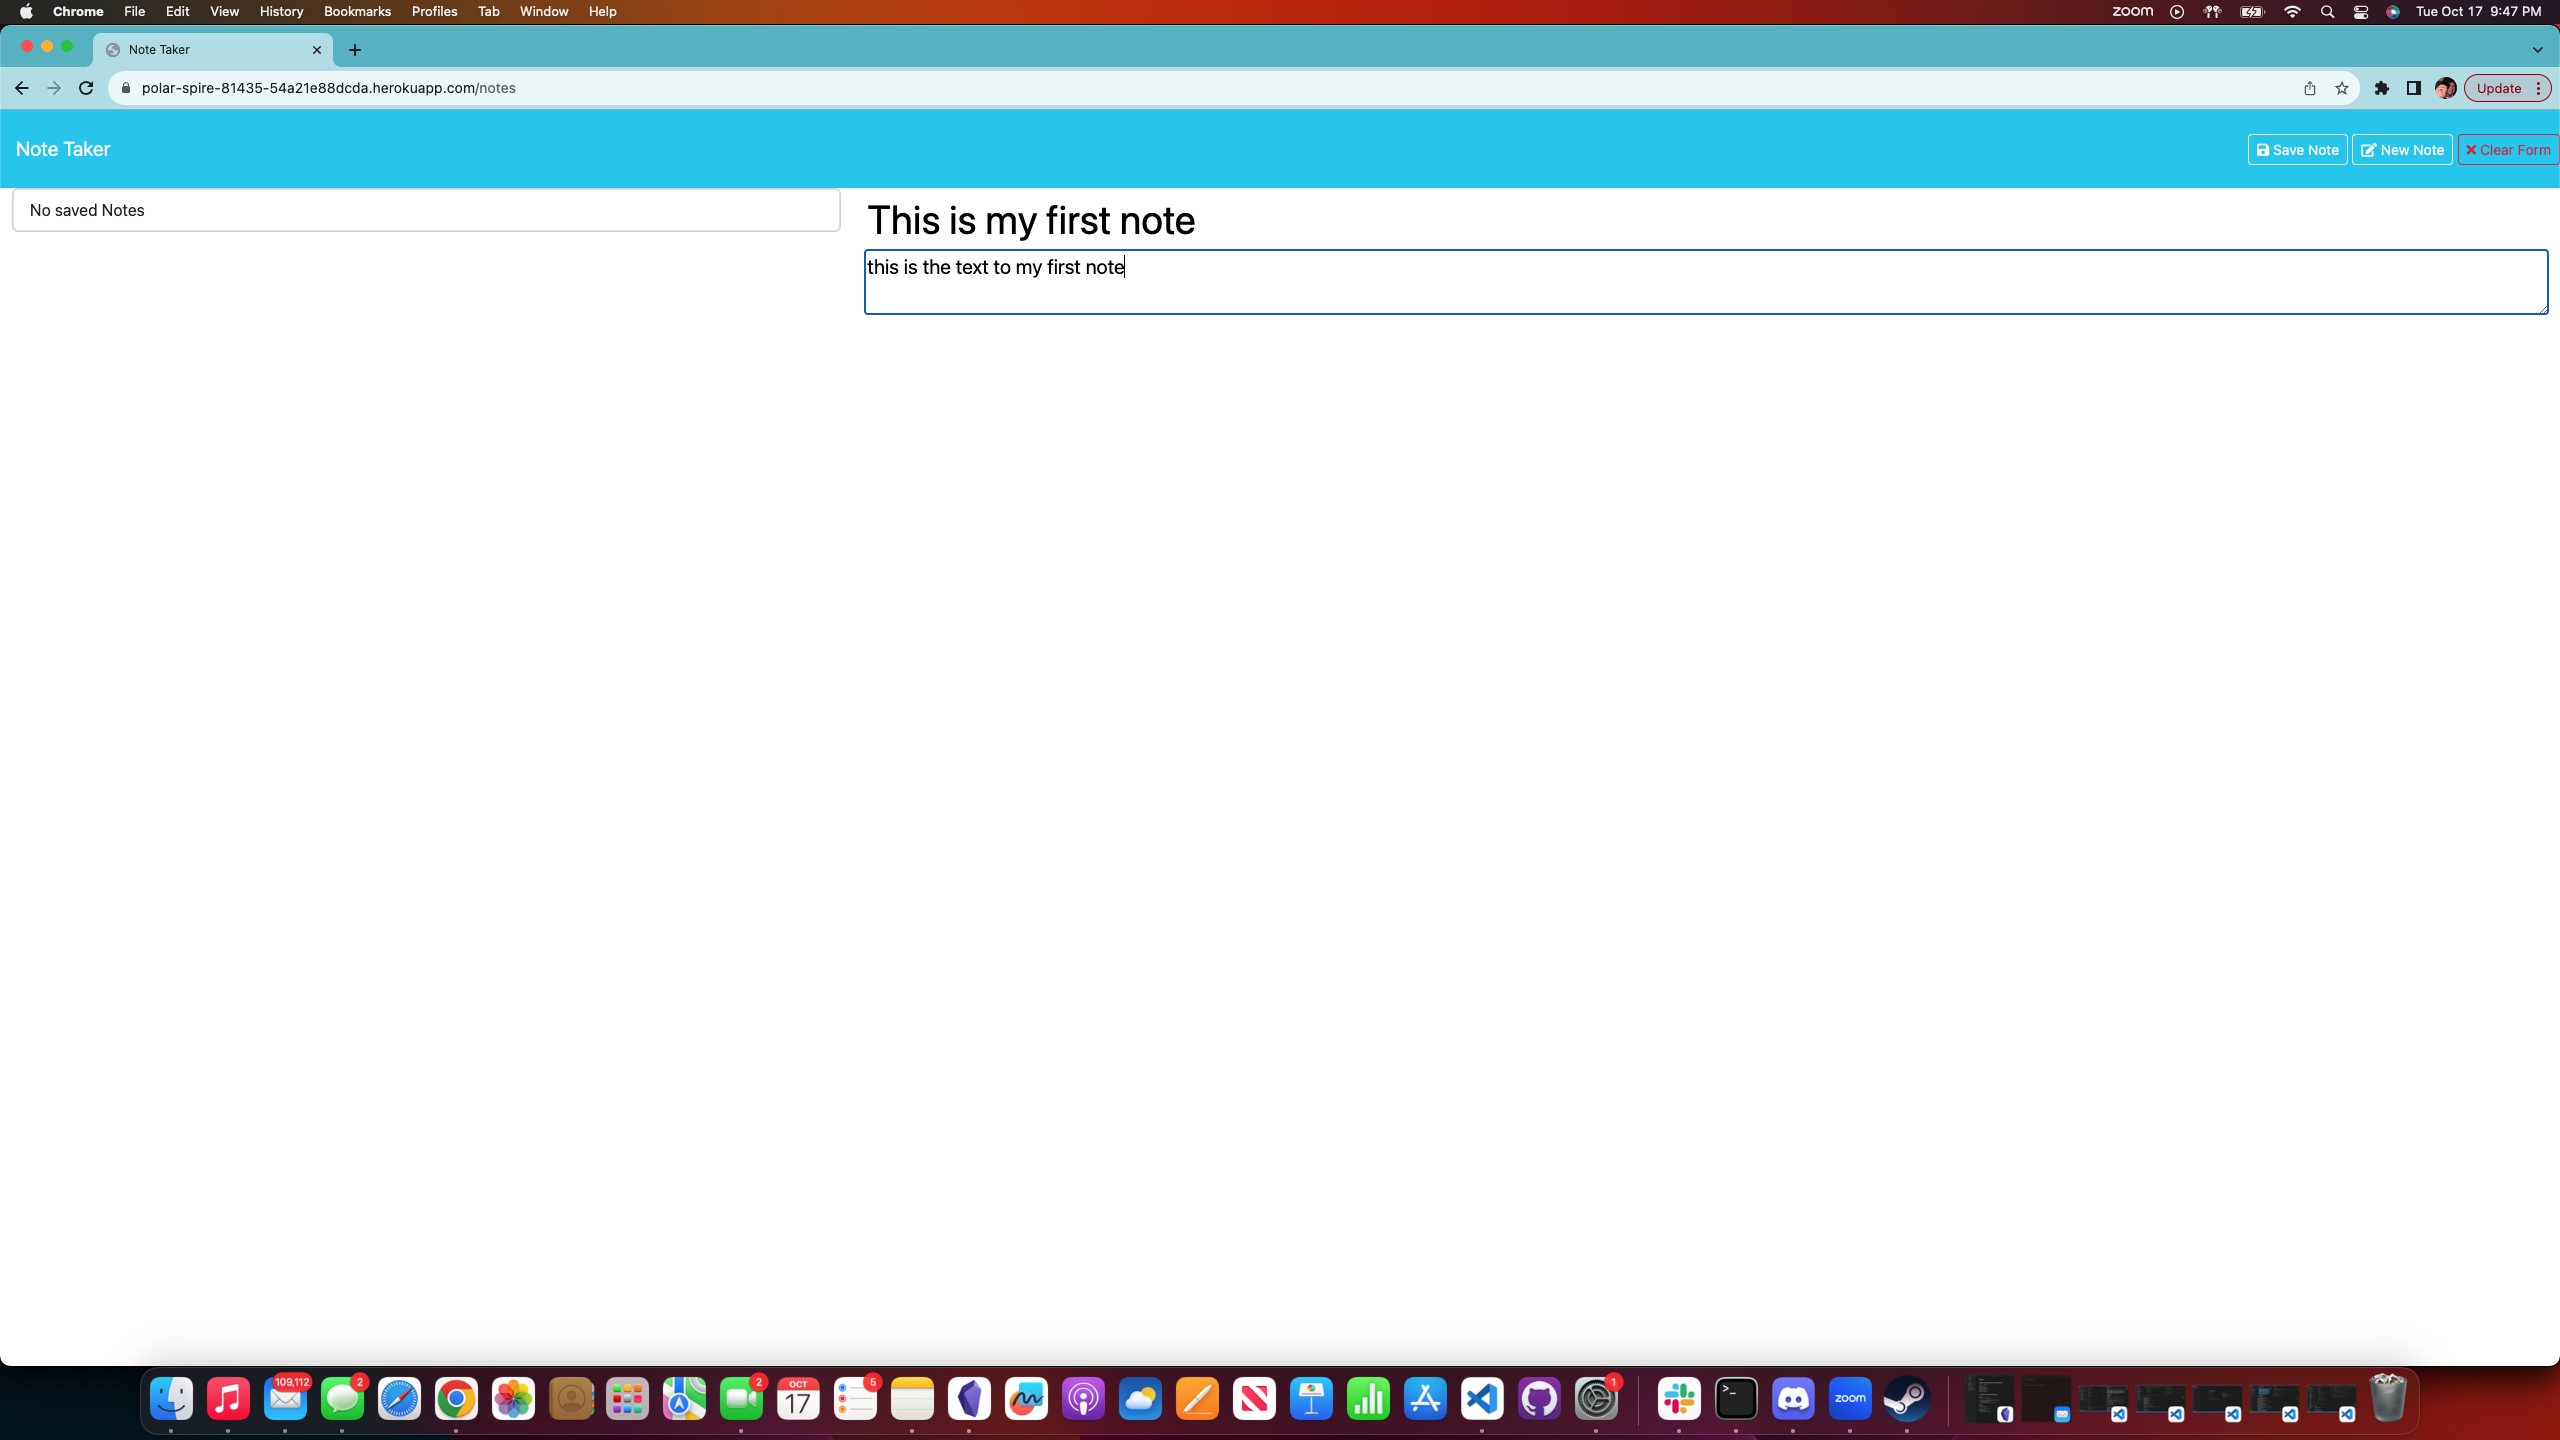 Chrome File Edit View History Bookmarks Profiles Tab Window Help zoom Tue Oct 17 9:47 PM
Note Taker
polar-spire-81435-54a21e88dcda.herokuapp.com/notes Update
Note Taker Save Note New Note Clear Form
No saved Notes
This is my first note
this is the text to my first note
109,112 2 2 OCT 17 5 1 zoom